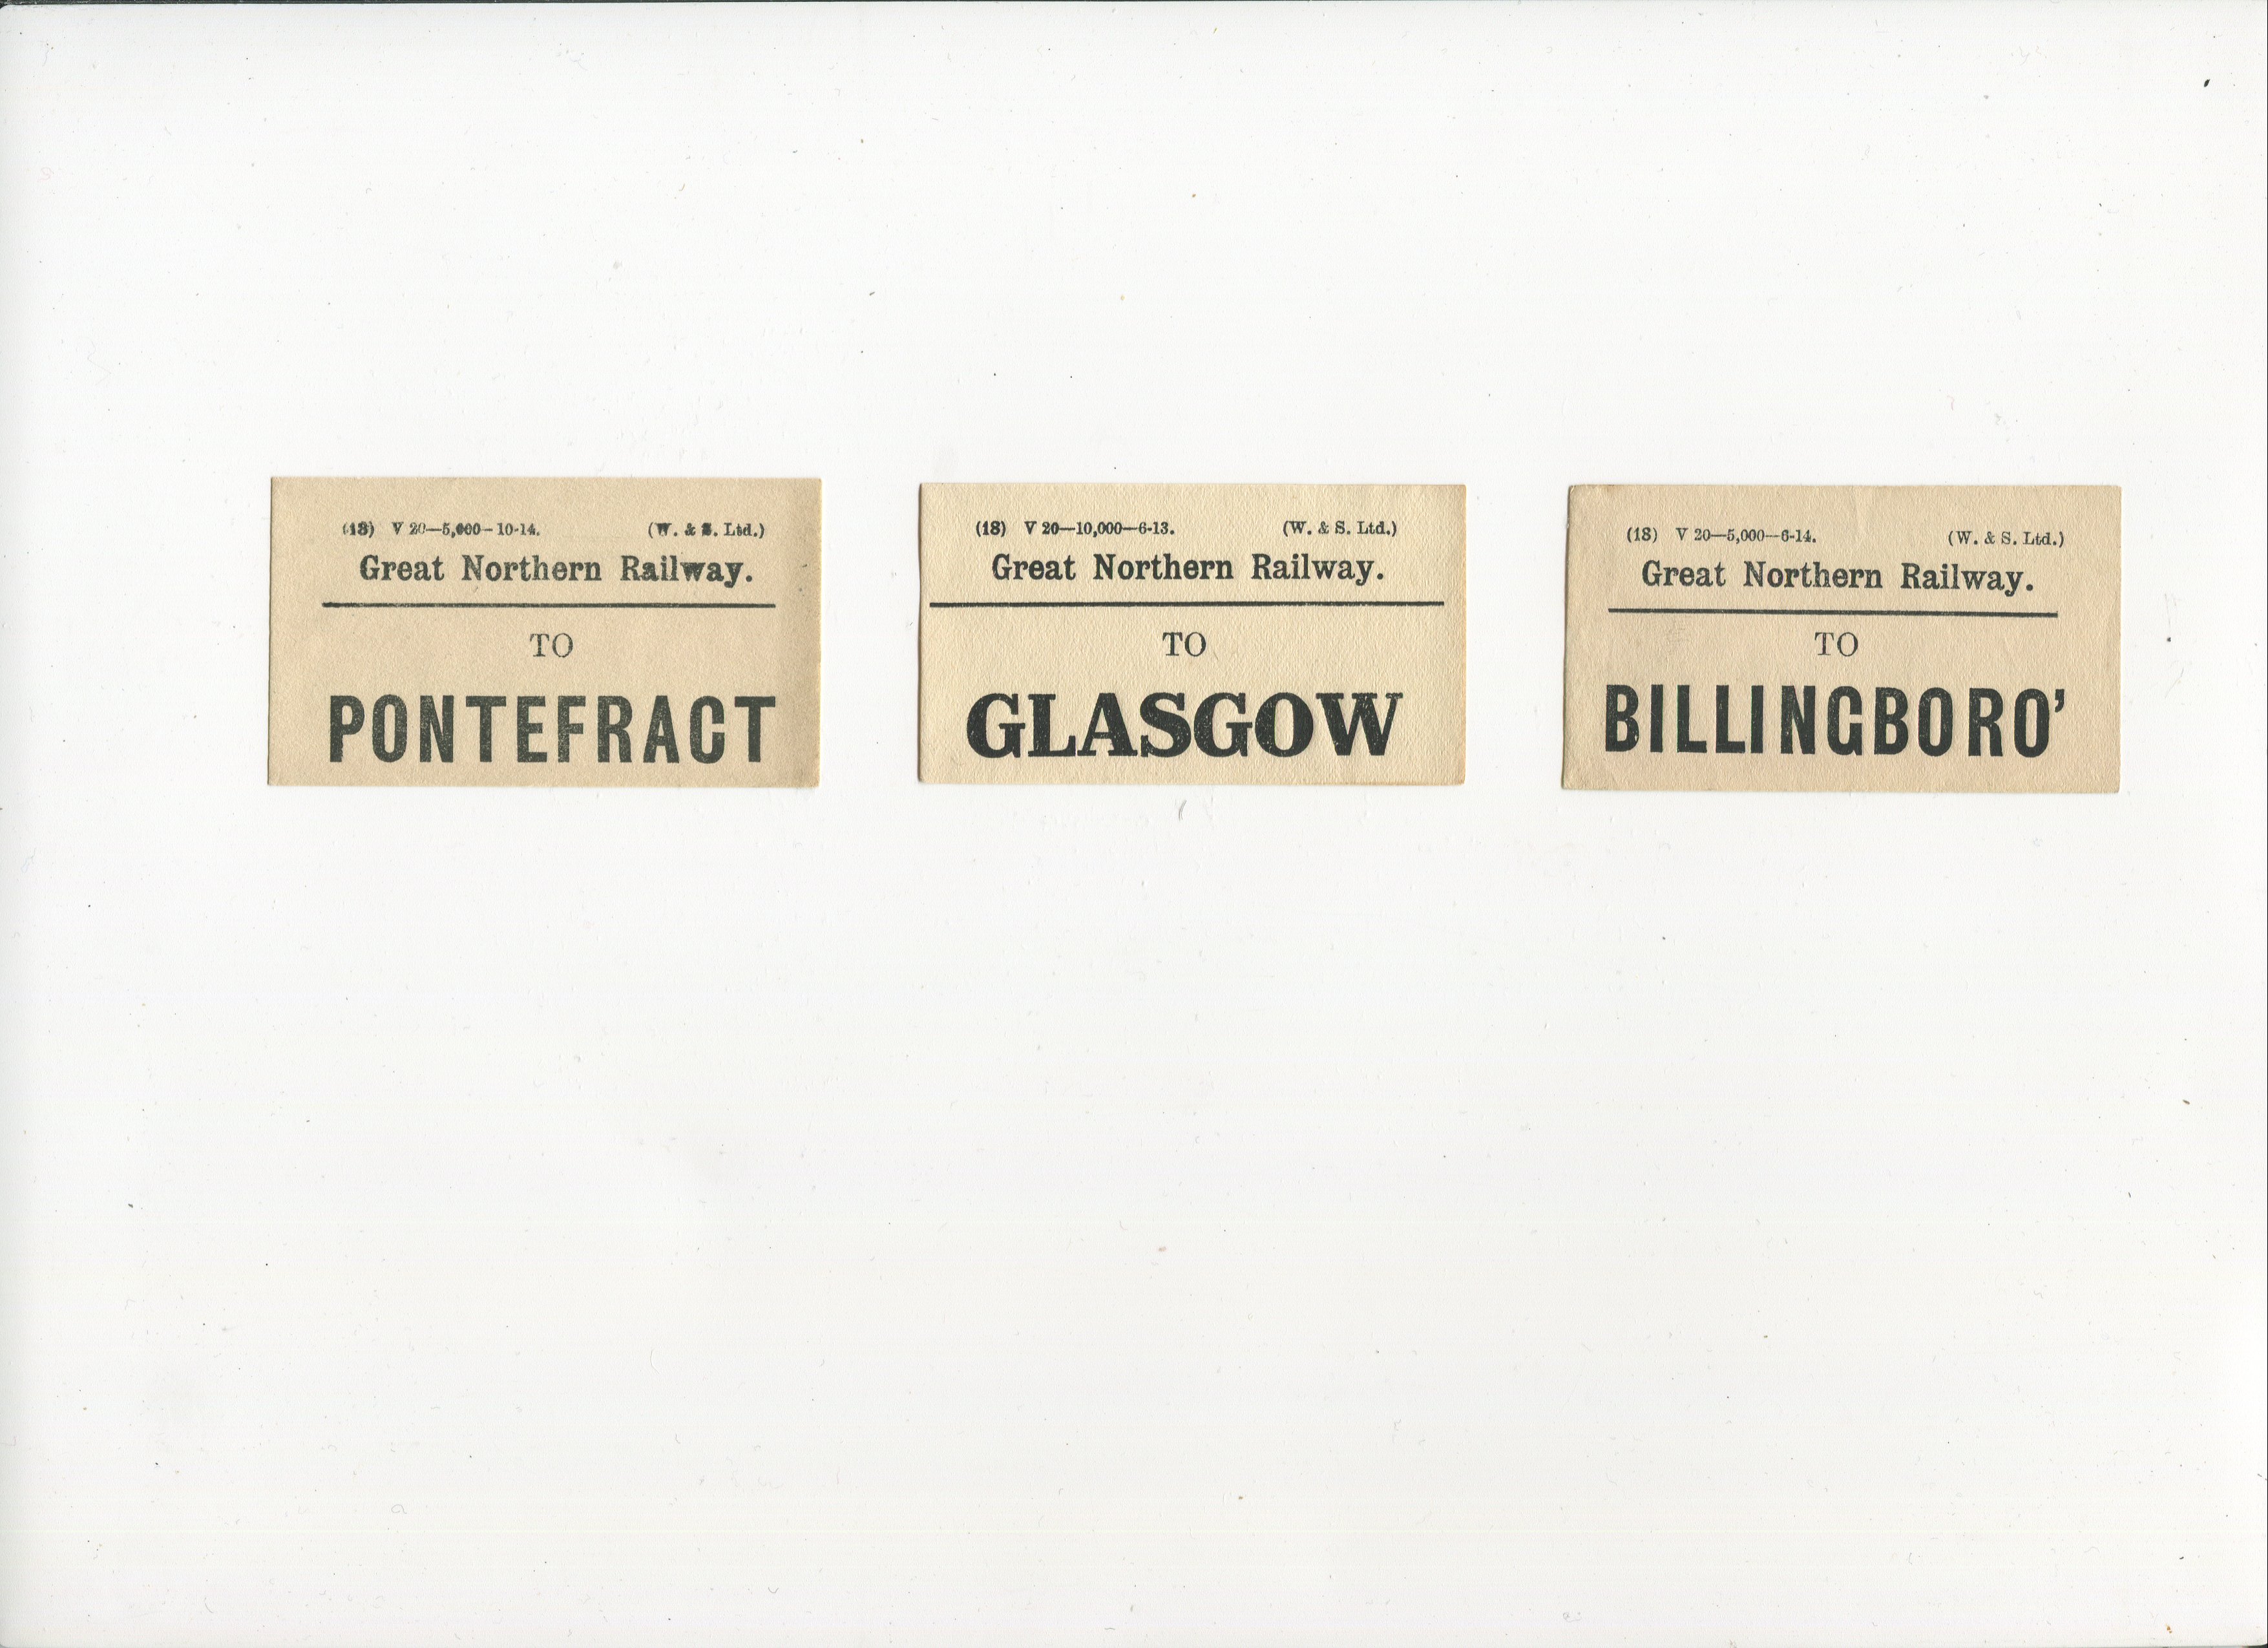 (18) V 20—5,000—10-14. (W. & S. Ltd.)
Great Northern Railway.
TO
PONTEFRACT
(18) V 20—10,000—6-13. (W. & S. Ltd.)
Great Northern Railway.
TO
GLASGOW
(18) V 20—5,000—6-14. (W. & S. Ltd.)
Great Northern Railway.
TO
BILLINGBORO’